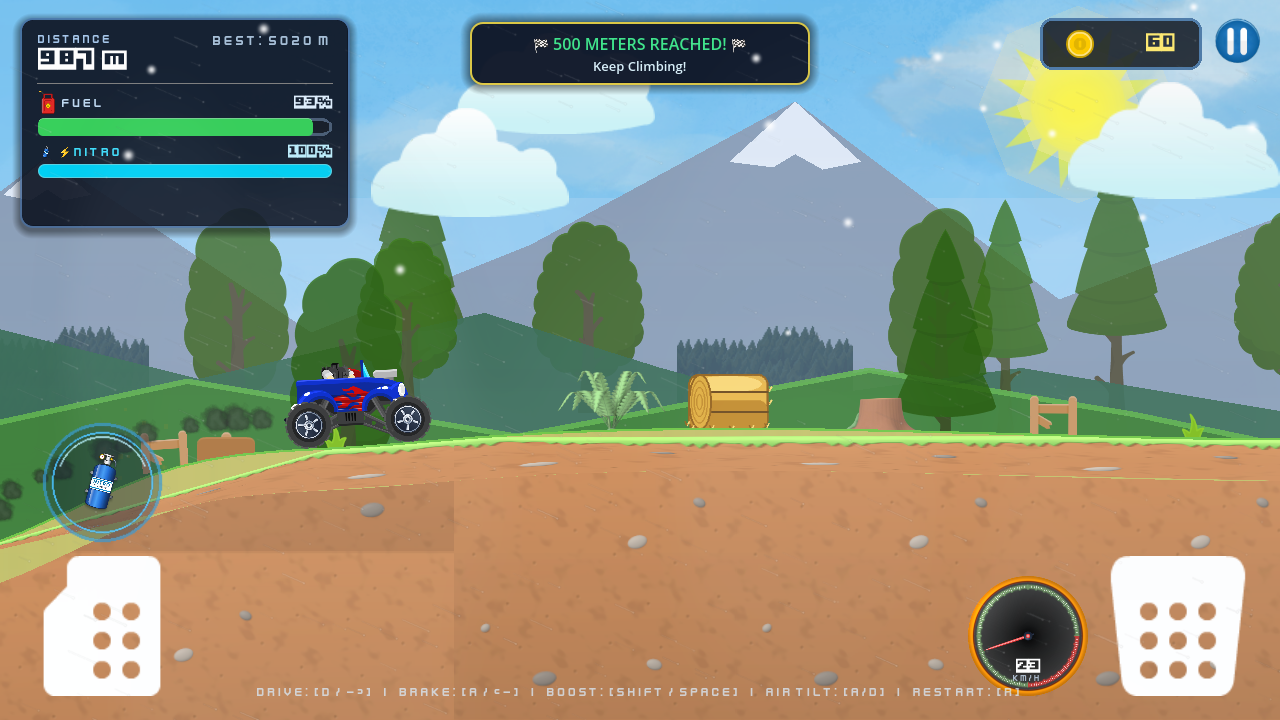 DISTANCE
BEST: 5020 M
987 m
FUEL
93%
NITRO
100%
500 METERS REACHED!
Keep Climbing!
60
23
KM/H
DRIVE: [D / ->] | BRAKE: [A / <-] | BOOST: [SHIFT / SPACE] | AIR TILT: [A/D] | RESTART: [R]